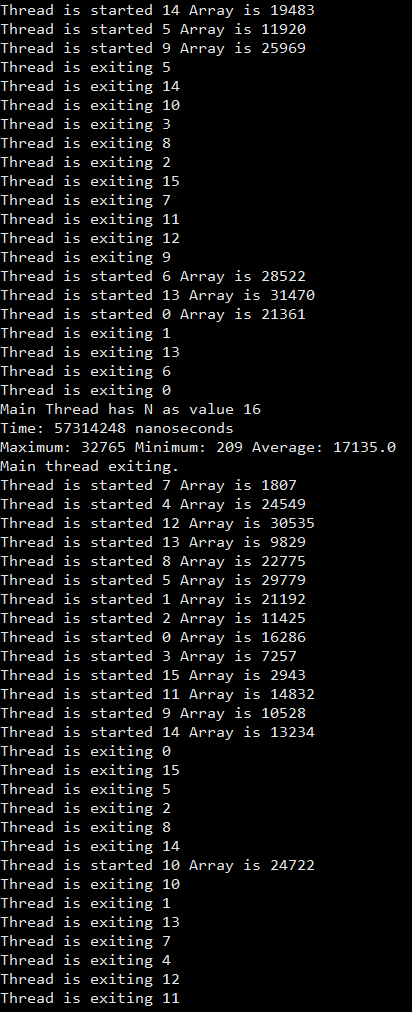 Thread is started 14 Array is 19483
Thread is started 5 Array is 11920
Thread is started 9 Array is 25969
Thread is exiting 5
Thread is exiting 14
Thread is exiting 10
Thread is exiting 3
Thread is exiting 8
Thread is exiting 2
Thread is exiting 15
Thread is exiting 7
Thread is exiting 11
Thread is exiting 12
Thread is exiting 9
Thread is started 6 Array is 28522
Thread is started 13 Array is 31470
Thread is started 0 Array is 21361
Thread is exiting 1
Thread is exiting 13
Thread is exiting 6
Thread is exiting 0
Main Thread has N as value 16
Time: 57314248 nanoseconds
Maximum: 32765 Minimum: 209 Average: 17135.0
Main thread exiting.
Thread is started 7 Array is 1807
Thread is started 4 Array is 24549
Thread is started 12 Array is 30535
Thread is started 13 Array is 9829
Thread is started 8 Array is 22775
Thread is started 5 Array is 29779
Thread is started 1 Array is 21192
Thread is started 2 Array is 11425
Thread is started 0 Array is 16286
Thread is started 3 Array is 7257
Thread is started 15 Array is 2943
Thread is started 11 Array is 14832
Thread is started 9 Array is 10528
Thread is started 14 Array is 13234
Thread is exiting 0
Thread is exiting 15
Thread is exiting 5
Thread is exiting 2
Thread is exiting 8
Thread is exiting 14
Thread is started 10 Array is 24722
Thread is exiting 10
Thread is exiting 1
Thread is exiting 13
Thread is exiting 7
Thread is exiting 4
Thread is exiting 12
Thread is exiting 11